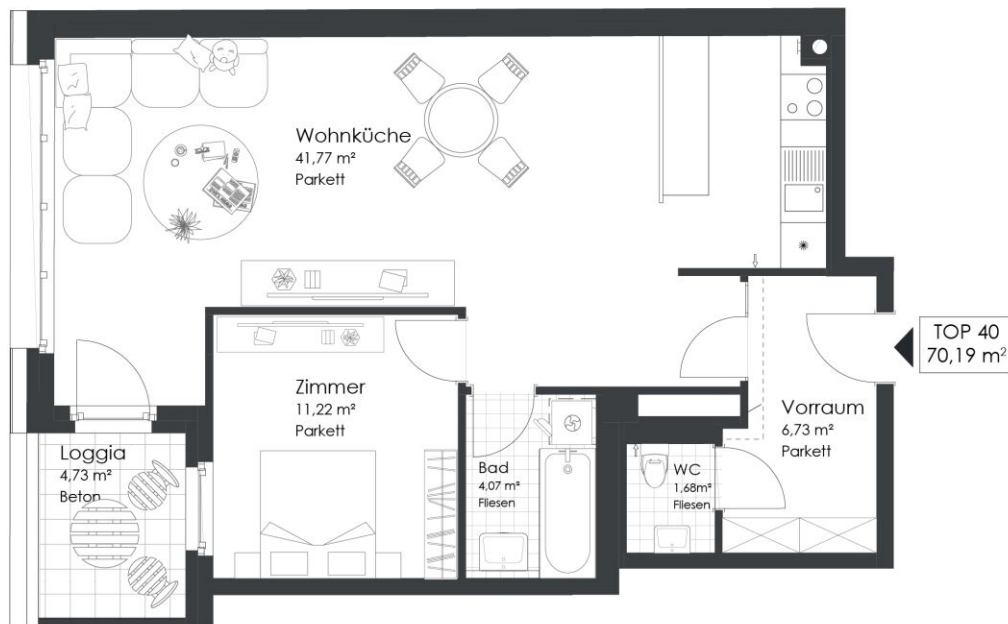 Wohnküche
41,77 m²
Parkett
TOP 40
70,19 m²
Zimmer
11,22 m²
Parkett
Vorraum
6,73 m²
Parkett
Loggia
4,73 m²
Beton
Bad
4,07 m²
Fliesen
WC
1,68m²
Fliesen